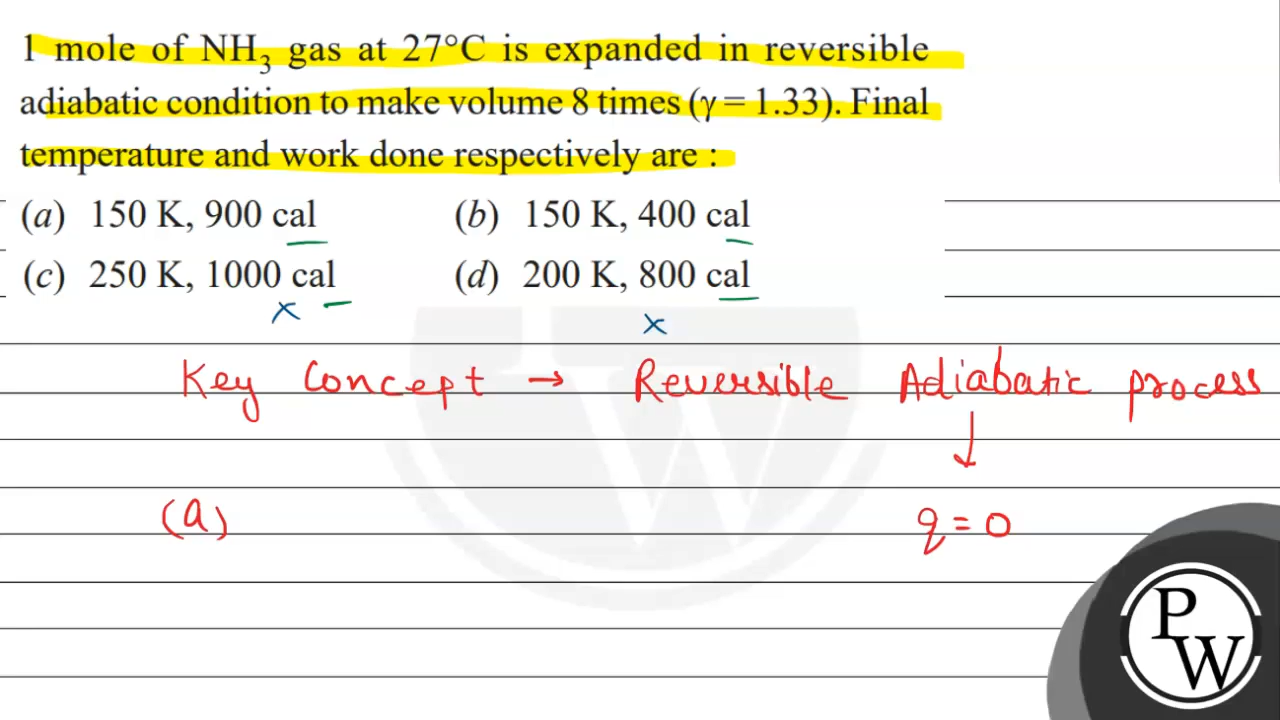 1 mole of NH₃ gas at 27°C is expanded in reversible
adiabatic condition to make volume 8 times (γ = 1.33). Final
temperature and work done respectively are :
(a) 150 K, 900 cal (b) 150 K, 400 cal
(c) 250 K, 1000 cal (d) 200 K, 800 cal
x x
Key Concept → Reversible Adiabatic process
↓
(a) q = 0
P
W